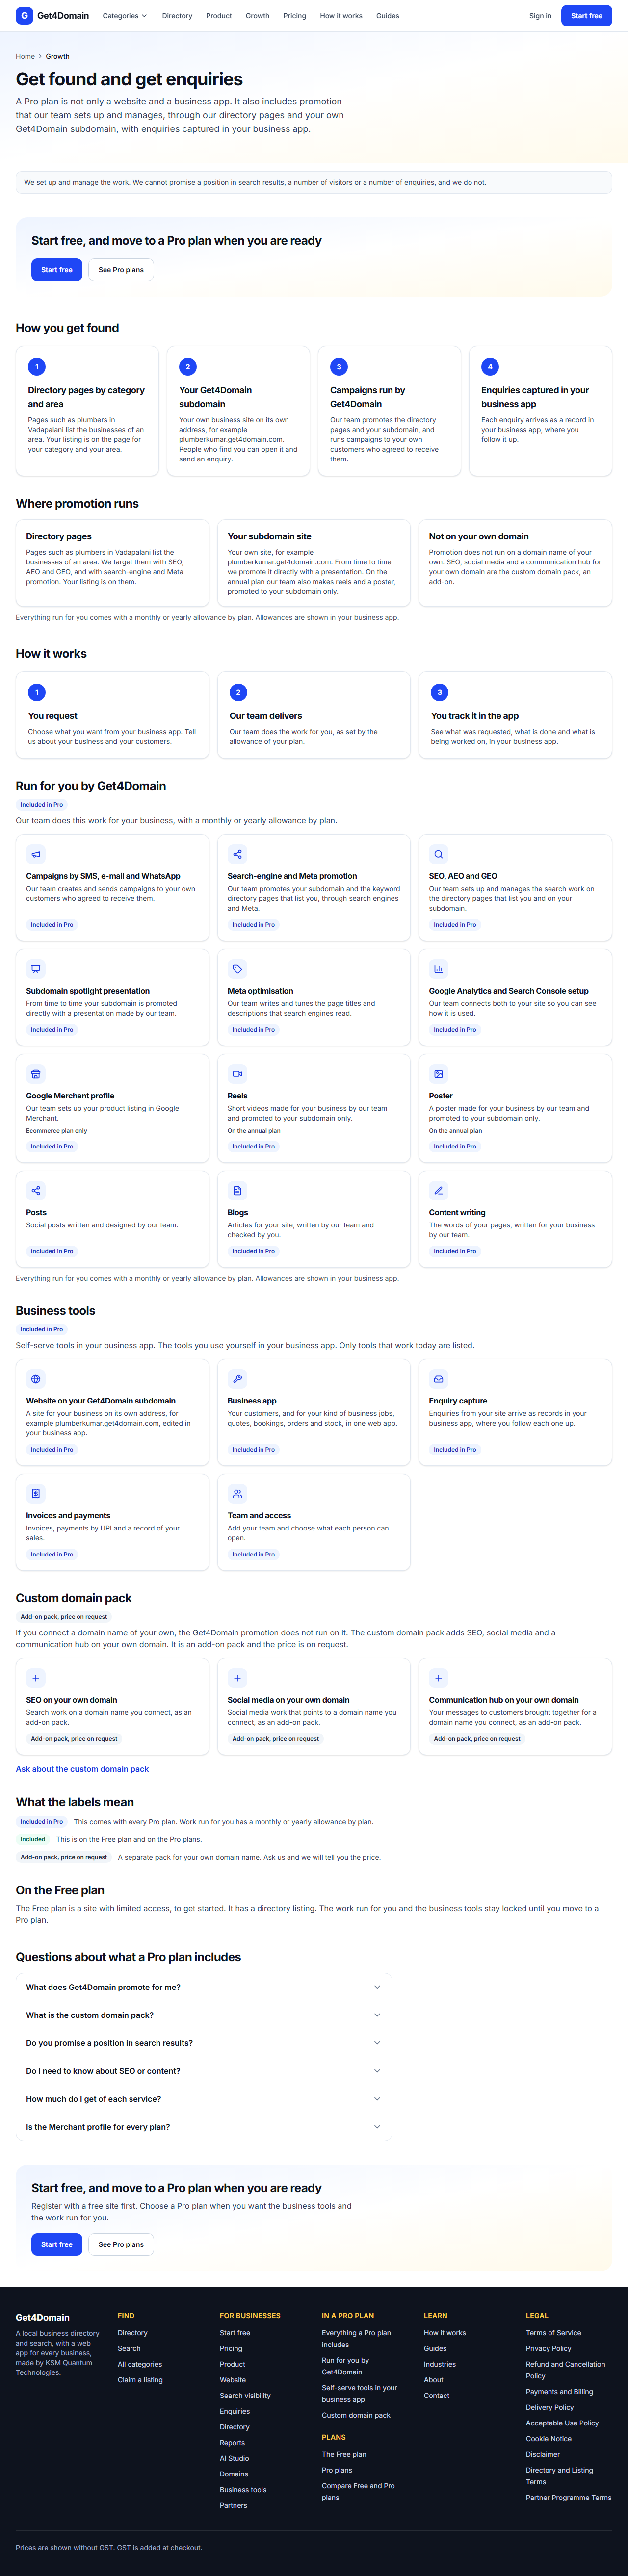 G Get4Domain Categories Directory Product Growth Pricing How it works Guides Sign in Start free
Home > Growth
Get found and get enquiries
A Pro plan is not only a website and a business app. It also includes promotion
that our team sets up and manages, through our directory pages and your own
Get4Domain subdomain, with enquiries captured in your business app.
We set up and manage the work. We cannot promise a position in search results, a number of visitors or a number of enquiries, and we do not.
Start free, and move to a Pro plan when you are ready
Start free See Pro plans
How you get found
1
Directory pages by category
and area
Pages such as plumbers in
Vadapalani list the businesses of an
area. Your listing is on the page for
your category and your area.
2
Your Get4Domain
subdomain
Your own business site on its own
address, for example
plumberkumar.get4domain.com.
People who find you can open it and
send an enquiry.
3
Campaigns run by
Get4Domain
Our team promotes the directory
pages and your subdomain, and
runs campaigns to your own
customers who agreed to receive
them.
4
Enquiries captured in your
business app
Each enquiry arrives as a record in
your business app, where you
follow it up.
Where promotion runs
Directory pages
Pages such as plumbers in Vadapalani list the
businesses of an area. We target them with SEO,
AEO and GEO, and with search-engine and Meta
promotion. Your listing is on them.
Your subdomain site
Your own site, for example
plumberkumar.get4domain.com. From time to time
we promote it directly with a presentation. On the
annual plan our team also makes reels and a poster,
promoted to your subdomain only.
Not on your own domain
Promotion does not run on a domain name of your
own. SEO, social media and a communication hub for
your own domain are the custom domain pack, an
add-on.
Everything run for you comes with a monthly or yearly allowance by plan. Allowances are shown in your business app.
How it works
1
You request
Choose what you want from your business app. Tell
us about your business and your customers.
2
Our team delivers
Our team does the work for you, as set by the
allowance of your plan.
3
You track it in the app
See what was requested, what is done and what is
being worked on, in your business app.
Run for you by Get4Domain
Included in Pro
Our team does this work for your business, with a monthly or yearly allowance by plan.
Campaigns by SMS, e-mail and WhatsApp
Our team creates and sends campaigns to your own
customers who agreed to receive them.
Included in Pro
Search-engine and Meta promotion
Our team promotes your subdomain and the keyword
directory pages that list you, through search engines
and Meta.
Included in Pro
SEO, AEO and GEO
Our team sets up and manages the search work on
the directory pages that list you and on your
subdomain.
Included in Pro
Subdomain spotlight presentation
From time to time your subdomain is promoted
directly with a presentation made by our team.
Included in Pro
Meta optimisation
Our team writes and tunes the page titles and
descriptions that search engines read.
Included in Pro
Google Analytics and Search Console setup
Our team connects both to your site so you can see
how it is used.
Included in Pro
Google Merchant profile
Our team sets up your product listing in Google
Merchant.
Ecommerce plan only
Included in Pro
Reels
Short videos made for your business by our team
and promoted to your subdomain only.
On the annual plan
Included in Pro
Poster
A poster made for your business by our team and
promoted to your subdomain only.
On the annual plan
Included in Pro
Posts
Social posts written and designed by our team.
Included in Pro
Blogs
Articles for your site, written by our team and
checked by you.
Included in Pro
Content writing
The words of your pages, written for your business
by our team.
Included in Pro
Everything run for you comes with a monthly or yearly allowance by plan. Allowances are shown in your business app.
Business tools
Included in Pro
Self-serve tools in your business app. The tools you use yourself in your business app. Only tools that work today are listed.
Website on your Get4Domain subdomain
A site for your business on its own address, for
example plumberkumar.get4domain.com, edited in
your business app.
Included in Pro
Business app
Your customers, and for your kind of business jobs,
quotes, bookings, orders and stock, in one web app.
Included in Pro
Enquiry capture
Enquiries from your site arrive as records in your
business app, where you follow each one up.
Included in Pro
Invoices and payments
Invoices, payments by UPI and a record of your
sales.
Included in Pro
Team and access
Add your team and choose what each person can
open.
Included in Pro
Custom domain pack
Add-on pack, price on request
If you connect a domain name of your own, the Get4Domain promotion does not run on it. The custom domain pack adds SEO, social media and a
communication hub on your own domain. It is an add-on pack and the price is on request.
SEO on your own domain
Search work on a domain name you connect, as an
add-on pack.
Add-on pack, price on request
Social media on your own domain
Social media work that points to a domain name you
connect, as an add-on pack.
Add-on pack, price on request
Communication hub on your own domain
Your messages to customers brought together for a
domain name you connect, as an add-on pack.
Add-on pack, price on request
Ask about the custom domain pack
What the labels mean
Included in Pro This comes with every Pro plan. Work run for you has a monthly or yearly allowance by plan.
Included This is on the Free plan and on the Pro plans.
Add-on pack, price on request A separate pack for your own domain name. Ask us and we will tell you the price.
On the Free plan
The Free plan is a site with limited access, to get started. It has a directory listing. The work run for you and the business tools stay locked until you move to a
Pro plan.
Questions about what a Pro plan includes
What does Get4Domain promote for me?
What is the custom domain pack?
Do you promise a position in search results?
Do I need to know about SEO or content?
How much do I get of each service?
Is the Merchant profile for every plan?
Start free, and move to a Pro plan when you are ready
Register with a free site first. Choose a Pro plan when you want the business tools and
the work run for you.
Start free See Pro plans
Get4Domain
A local business directory
and search, with a web
app for every business,
made by KSM Quantum
Technologies.
FIND
Directory
Search
All categories
Claim a listing
FOR BUSINESSES
Start free
Pricing
Product
Website
Search visibility
Enquiries
Directory
Reports
AI Studio
Domains
Business tools
Partners
IN A PRO PLAN
Everything a Pro plan
includes
Run for you by
Get4Domain
Self-serve tools in your
business app
Custom domain pack
PLANS
The Free plan
Pro plans
Compare Free and Pro
plans
LEARN
How it works
Guides
Industries
About
Contact
LEGAL
Terms of Service
Privacy Policy
Refund and Cancellation
Policy
Payments and Billing
Delivery Policy
Acceptable Use Policy
Cookie Notice
Disclaimer
Directory and Listing
Terms
Partner Programme Terms
Prices are shown without GST. GST is added at checkout.